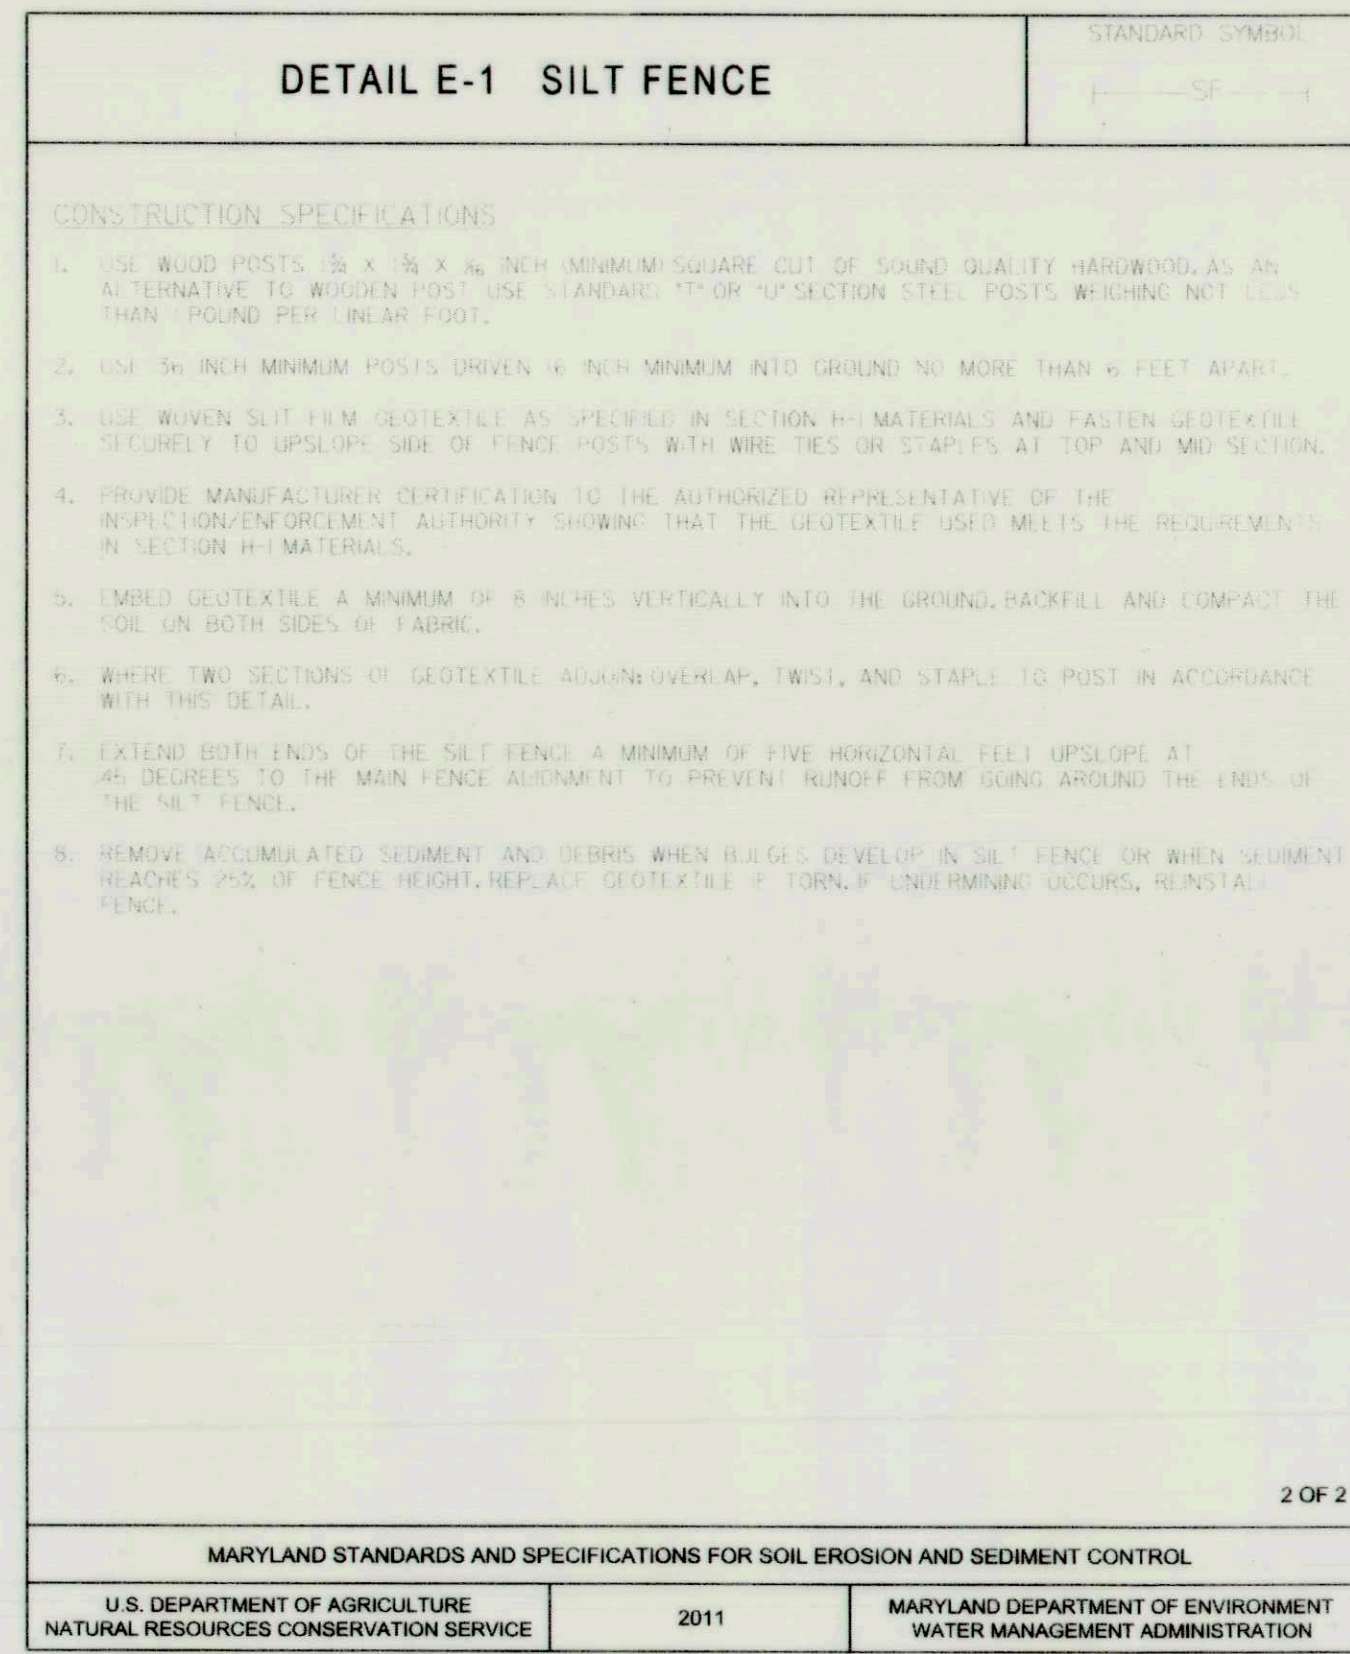 DETAIL E-1 SILT FENCE
STANDARD SYMBOL
SF
CONSTRUCTION SPECIFICATIONS
1. USE WOOD POSTS 1¾ X 1¾ X INCH (MINIMUM) SQUARE CUT OF SOUND QUALITY HARDWOOD. AS AN
ALTERNATIVE TO WOODEN POST USE STANDARD "T" OR "U" SECTION STEEL POSTS WEIGHING NOT LESS
THAN POUND PER LINEAR FOOT.
2. USE 36 INCH MINIMUM POSTS DRIVEN 16 INCH MINIMUM INTO GROUND NO MORE THAN 6 FEET APART.
3. USE WOVEN SLIT FILM GEOTEXTILE AS SPECIFIED IN SECTION H-1 MATERIALS AND FASTEN GEOTEXTILE
SECURELY TO UPSLOPE SIDE OF FENCE POSTS WITH WIRE TIES OR STAPLES AT TOP AND MID SECTION.
4. PROVIDE MANUFACTURER CERTIFICATION TO THE AUTHORIZED REPRESENTATIVE OF THE
INSPECTION/ENFORCEMENT AUTHORITY SHOWING THAT THE GEOTEXTILE USED MEETS THE REQUIREMENTS
IN SECTION H-1 MATERIALS.
5. EMBED GEOTEXTILE A MINIMUM OF 8 INCHES VERTICALLY INTO THE GROUND. BACKFILL AND COMPACT THE
SOIL ON BOTH SIDES OF FABRIC.
6. WHERE TWO SECTIONS OF GEOTEXTILE ADJOIN: OVERLAP, TWIST, AND STAPLE TO POST IN ACCORDANCE
WITH THIS DETAIL.
7. EXTEND BOTH ENDS OF THE SILT FENCE A MINIMUM OF FIVE HORIZONTAL FEET UPSLOPE AT
45 DEGREES TO THE MAIN FENCE ALIGNMENT TO PREVENT RUNOFF FROM GOING AROUND THE ENDS OF
THE SILT FENCE.
8. REMOVE ACCUMULATED SEDIMENT AND DEBRIS WHEN BULGES DEVELOP IN SILT FENCE OR WHEN SEDIMENT
REACHES 25% OF FENCE HEIGHT. REPLACE GEOTEXTILE IF TORN. IF UNDERMINING OCCURS, REINSTALL
FENCE.
2 OF 2
MARYLAND STANDARDS AND SPECIFICATIONS FOR SOIL EROSION AND SEDIMENT CONTROL
U.S. DEPARTMENT OF AGRICULTURE
NATURAL RESOURCES CONSERVATION SERVICE
2011
MARYLAND DEPARTMENT OF ENVIRONMENT
WATER MANAGEMENT ADMINISTRATION